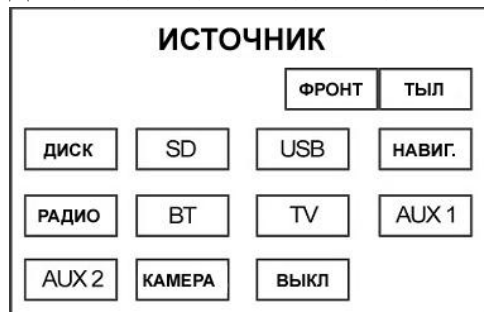 ИСТОЧНИК
ФРОНТ ТЫЛ
ДИСК SD USB НАВИГ.
РАДИО BT TV AUX 1
AUX 2 КАМЕРА ВЫКЛ